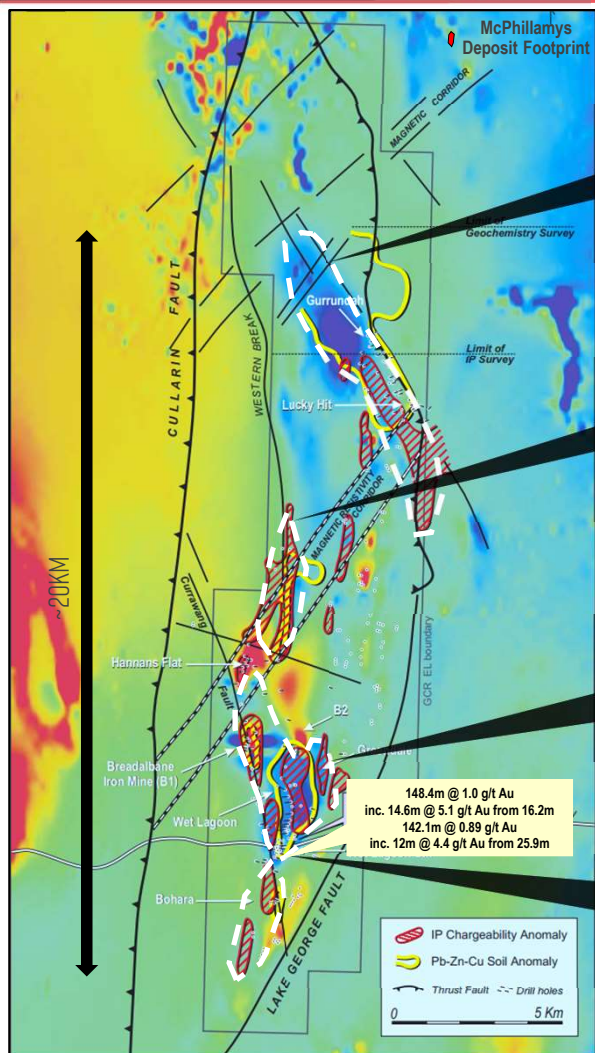 McPhillamys
Deposit Footprint
MAGNETIC CORRIDOR
CULLARIN FAULT
WESTERN BREAK
Limit of
Geochemistry Survey
Gurrundah
Limit of
IP Survey
Lucky Hit
MAGNETIC RESISTIVITY
CORRIDOR
~20KM
Currawang
Fault
GCR EL boundary
Hannans Flat
B2
Breadalbane
Iron Mine (B1)
Wet Lagoon
148.4m @ 1.0 g/t Au
inc. 14.6m @ 5.1 g/t Au from 16.2m
142.1m @ 0.89 g/t Au
inc. 12m @ 4.4 g/t Au from 25.9m
Bohara
LAKE GEORGE FAULT
IP Chargeability Anomaly
Pb-Zn-Cu Soil Anomaly
Thrust Fault
Drill holes
0 5 Km